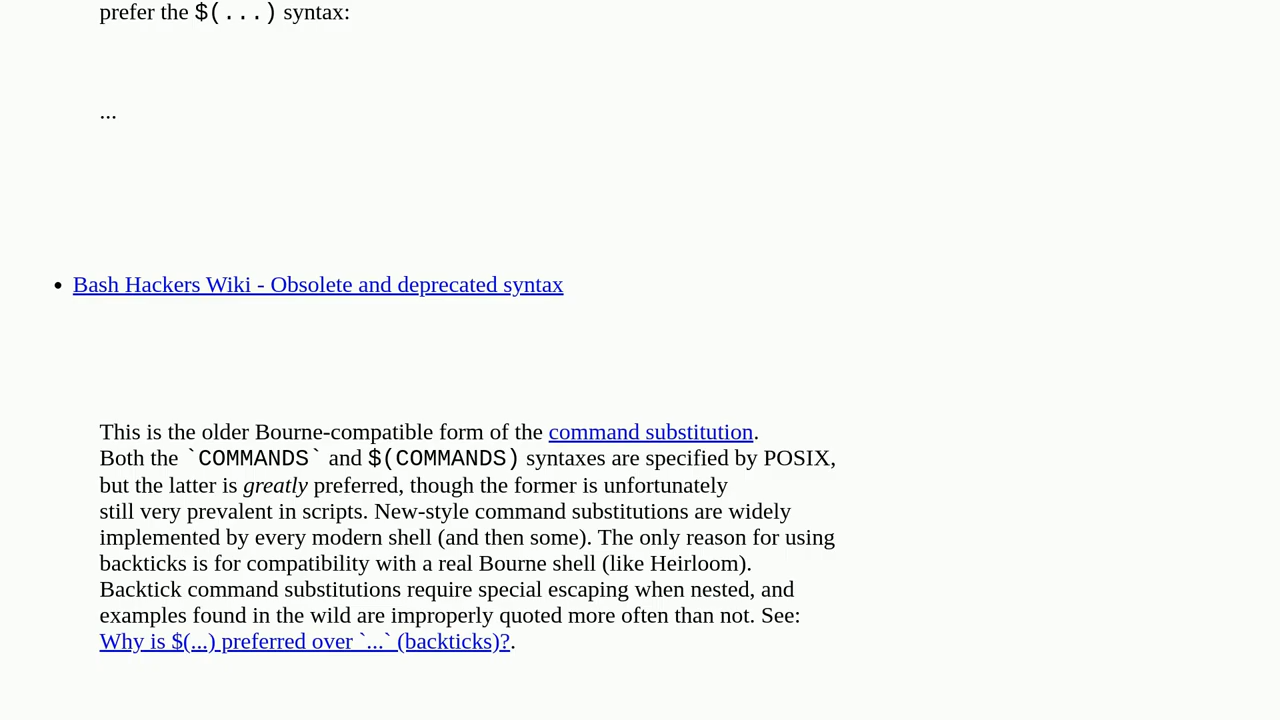 prefer the $(...) syntax:
...
• Bash Hackers Wiki - Obsolete and deprecated syntax
This is the older Bourne-compatible form of the command substitution.
Both the `COMMANDS` and $(COMMANDS) syntaxes are specified by POSIX,
but the latter is greatly preferred, though the former is unfortunately
still very prevalent in scripts. New-style command substitutions are widely
implemented by every modern shell (and then some). The only reason for using
backticks is for compatibility with a real Bourne shell (like Heirloom).
Backtick command substitutions require special escaping when nested, and
examples found in the wild are improperly quoted more often than not. See:
Why is $(...) preferred over `...` (backticks)?.